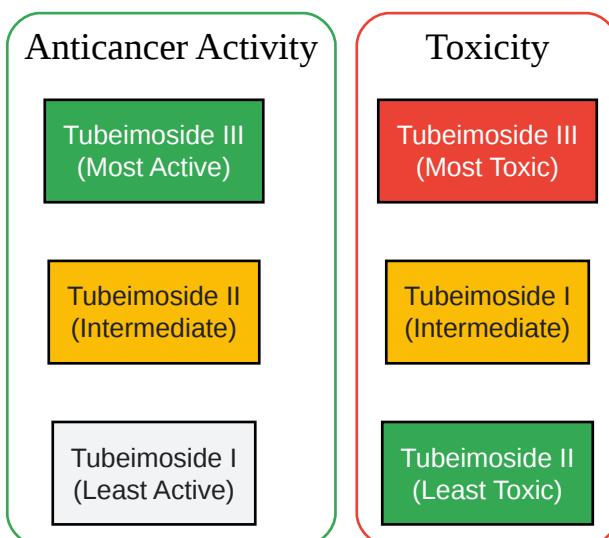 Anticancer Activity
Tubeimoside III
(Most Active)
Tubeimoside II
(Intermediate)
Tubeimoside I
(Least Active)
Toxicity
Tubeimoside III
(Most Toxic)
Tubeimoside I
(Intermediate)
Tubeimoside II
(Least Toxic)